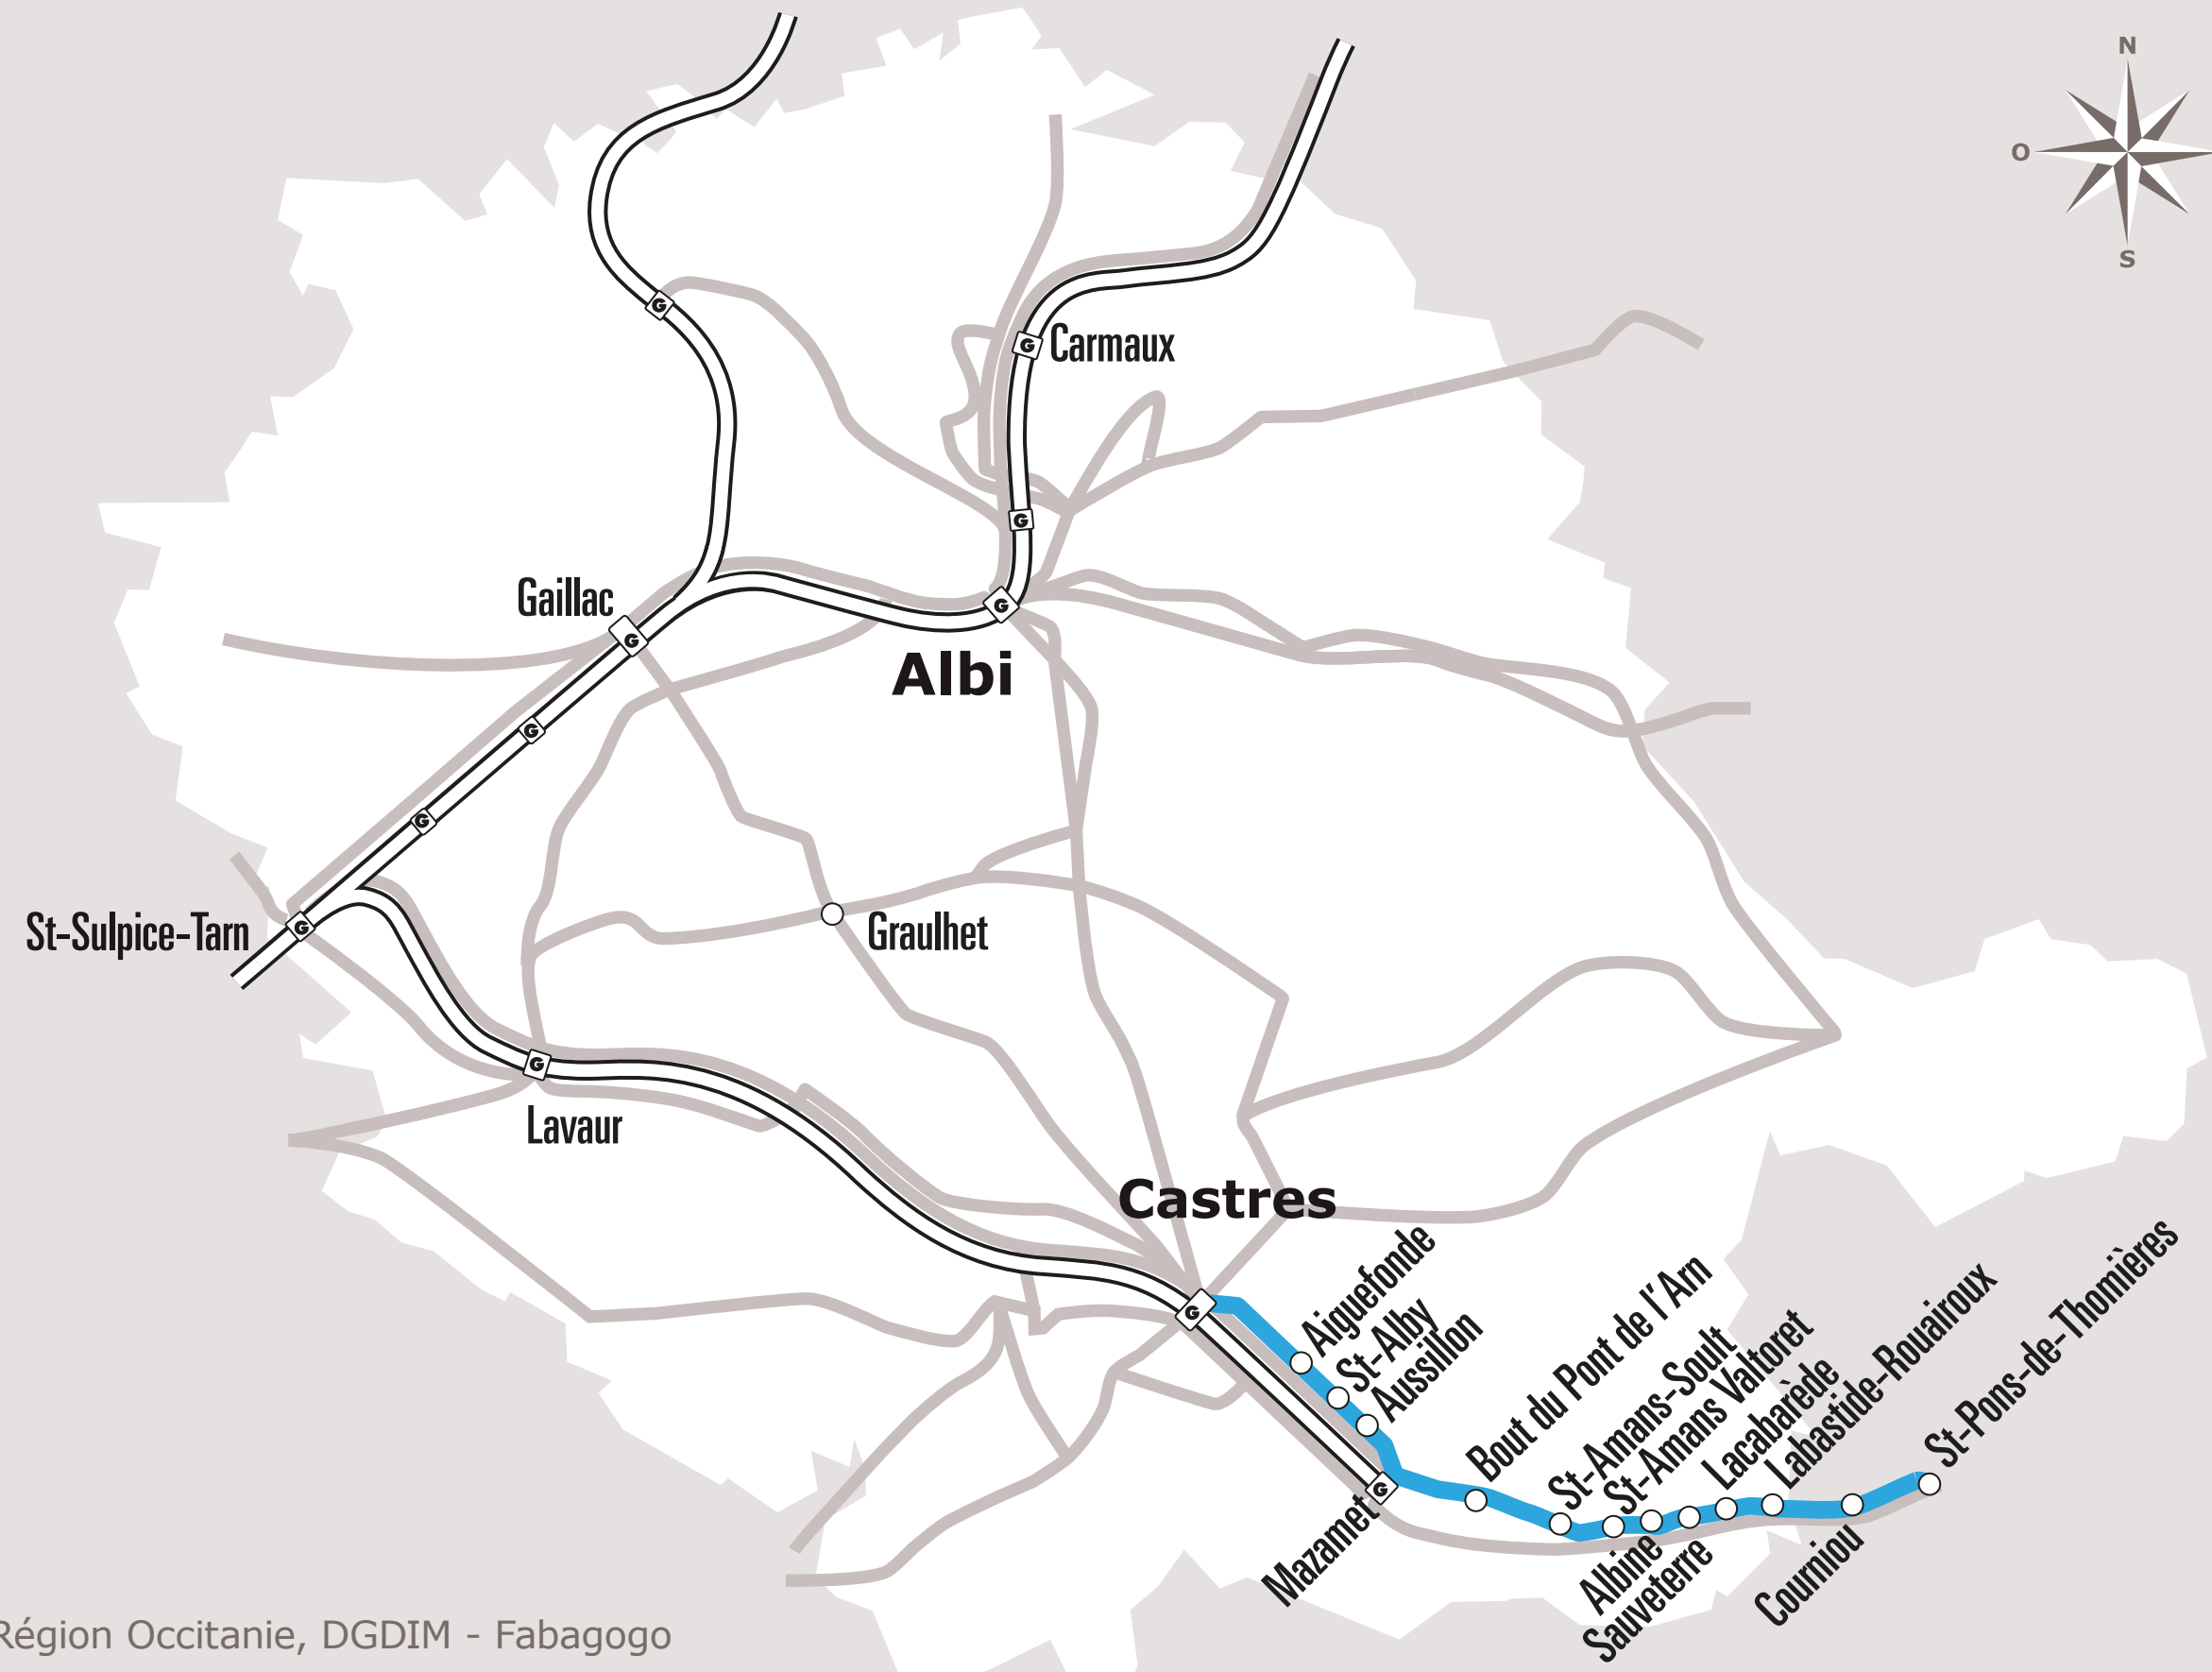 N
O
S
G
G
Carmaux
G
G
Gaillac
G
Albi
G
G
St-Sulpice-Tarn
G
Graulhet
G
Lavaur
Castres
G
Aiguefonde
St-Alby
Aussillon
G
Mazamet
Bout du Pont de l'Arn
St-Amans-Soult
St-Amans Valtoret
Albine
Sauveterre
Lacabarède
Labastide-Rouairoux
Courniou
St-Pons-de-Thomières
Région Occitanie, DGDIM - Fabagogo